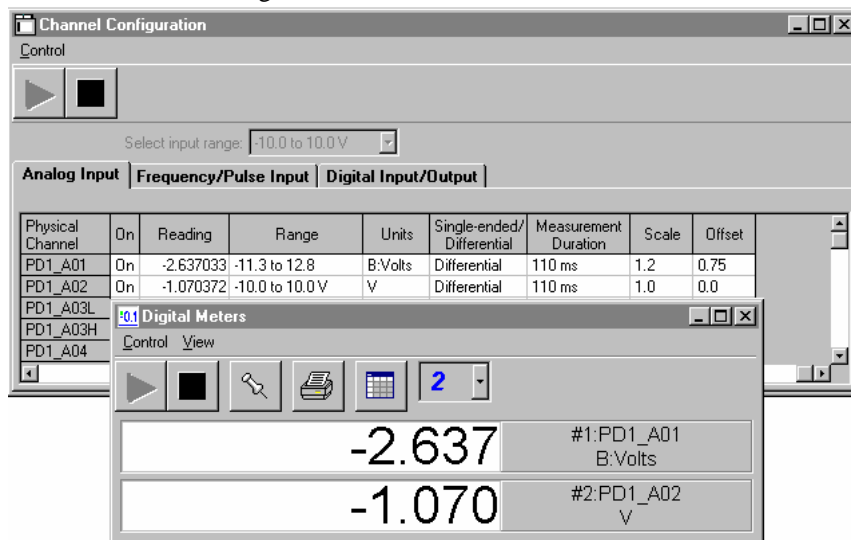 Channel Configuration
Control
Select input range: -10.0 to 10.0 V
Analog Input Frequency/Pulse Input Digital Input/Output
Physical Channel On Reading Range Units Single-ended/ Differential Measurement Duration Scale Offset
PD1_A01 On -2.637033 -11.3 to 12.8 B:Volts Differential 110 ms 1.2 0.75
PD1_A02 On -1.070372 -10.0 to 10.0 V V Differential 110 ms 1.0 0.0
PD1_A03L
PD1_A03H
PD1_A04
Digital Meters
Control View
2
-2.637 #1:PD1_A01
B:Volts
-1.070 #2:PD1_A02
V